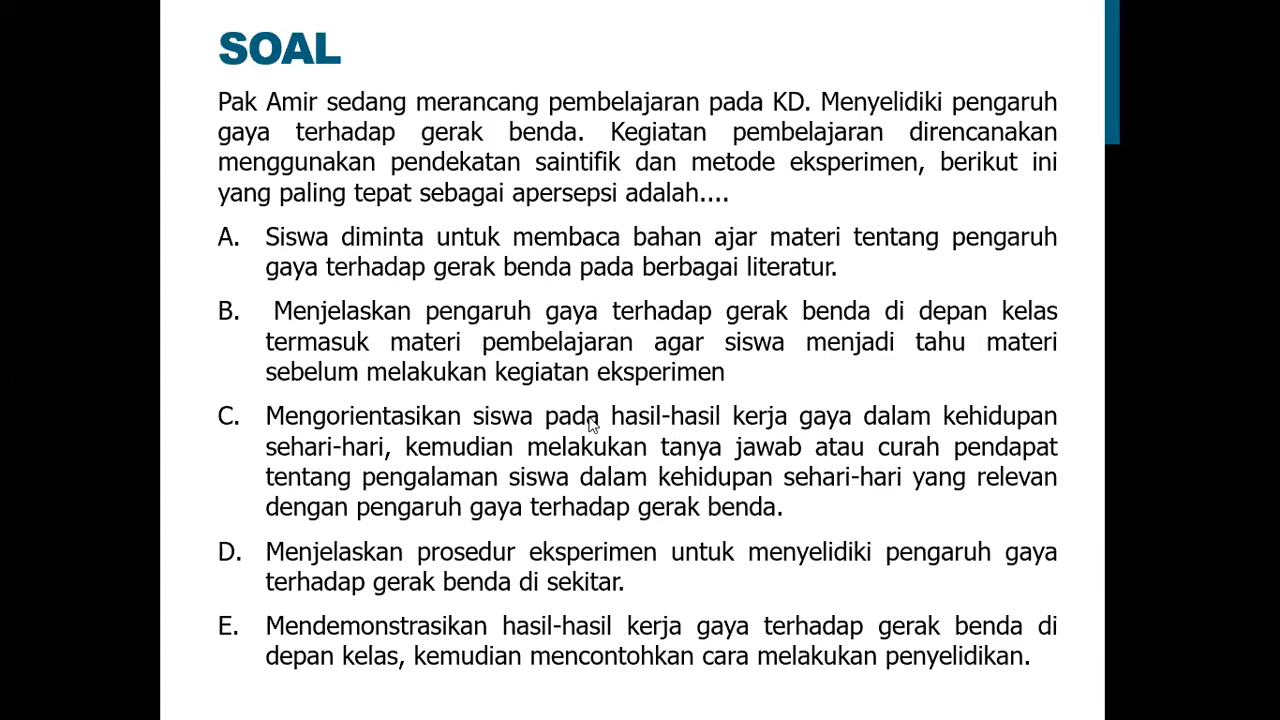 SOAL
Pak Amir sedang merancang pembelajaran pada KD. Menyelidiki pengaruh
gaya terhadap gerak benda. Kegiatan pembelajaran direncanakan
menggunakan pendekatan saintifik dan metode eksperimen, berikut ini
yang paling tepat sebagai apersepsi adalah....
A. Siswa diminta untuk membaca bahan ajar materi tentang pengaruh
gaya terhadap gerak benda pada berbagai literatur.
B. Menjelaskan pengaruh gaya terhadap gerak benda di depan kelas
termasuk materi pembelajaran agar siswa menjadi tahu materi
sebelum melakukan kegiatan eksperimen
C. Mengorientasikan siswa pada hasil-hasil kerja gaya dalam kehidupan
sehari-hari, kemudian melakukan tanya jawab atau curah pendapat
tentang pengalaman siswa dalam kehidupan sehari-hari yang relevan
dengan pengaruh gaya terhadap gerak benda.
D. Menjelaskan prosedur eksperimen untuk menyelidiki pengaruh gaya
terhadap gerak benda di sekitar.
E. Mendemonstrasikan hasil-hasil kerja gaya terhadap gerak benda di
depan kelas, kemudian mencontohkan cara melakukan penyelidikan.